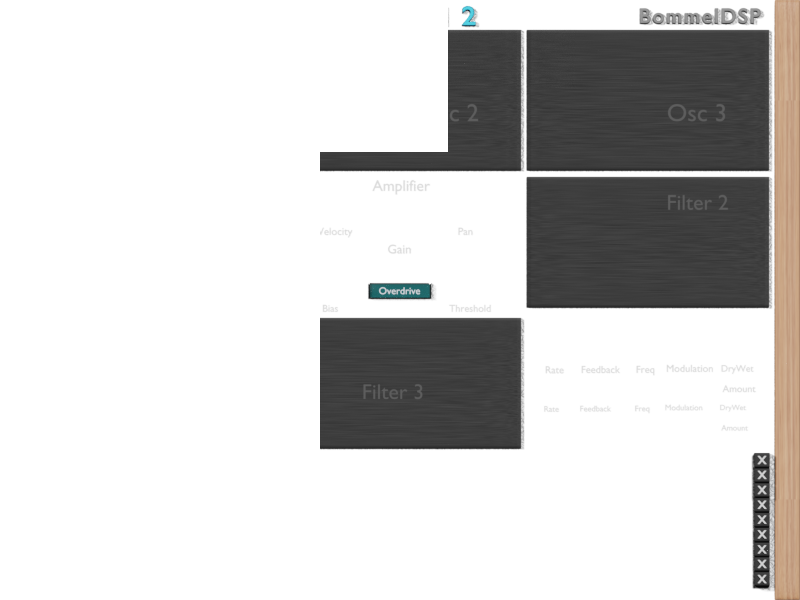 2 BommelDSP
c 2 Osc 3
Amplifier
Filter 2
Velocity Pan
Gain
Overdrive
Bias Threshold
Rate Feedback Freq Modulation DryWet
Filter 3 Amount
Rate Feedback Freq Modulation DryWet
Amount
X
X
X
X
X
X
X
X
X